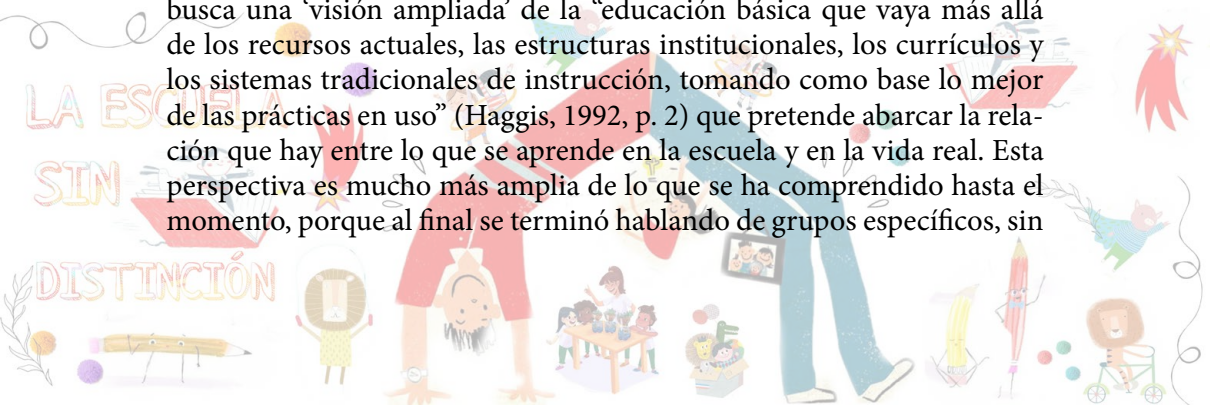 busca una ‘visión ampliada’ de la “educación básica que vaya más allá
de los recursos actuales, las estructuras institucionales, los currículos y
los sistemas tradicionales de instrucción, tomando como base lo mejor
de las prácticas en uso” (Haggis, 1992, p. 2) que pretende abarcar la rela-
ción que hay entre lo que se aprende en la escuela y en la vida real. Esta
perspectiva es mucho más amplia de lo que se ha comprendido hasta el
momento, porque al final se terminó hablando de grupos específicos, sin
LA ESCUELA
SIN
DISTINCIÓN